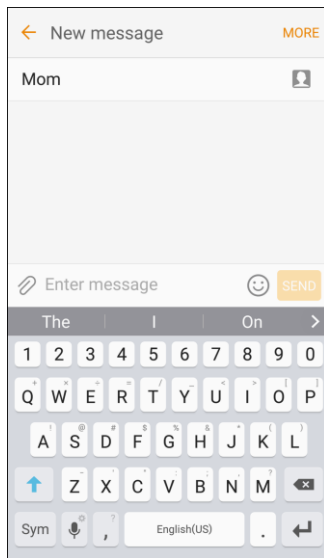 New message MORE
Mom
Enter message SEND
The I On
1 2 3 4 5 6 7 8 9 0
Q W E R T Y U I O P
A S D F G H J K L
Z X C V B N M
Sym , English(US) .